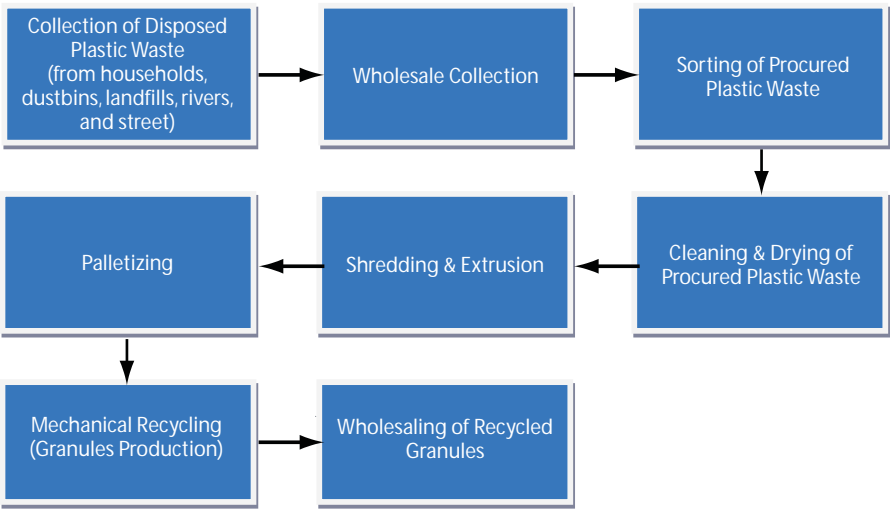 Collection of Disposed
Plastic Waste
(from households,
dustbins, landfills, rivers,
and street)
Wholesale Collection
Sorting of Procured
Plastic Waste
Cleaning & Drying of
Procured Plastic Waste
Shredding & Extrusion
Palletizing
Mechanical Recycling
(Granules Production)
Wholesaling of Recycled
Granules